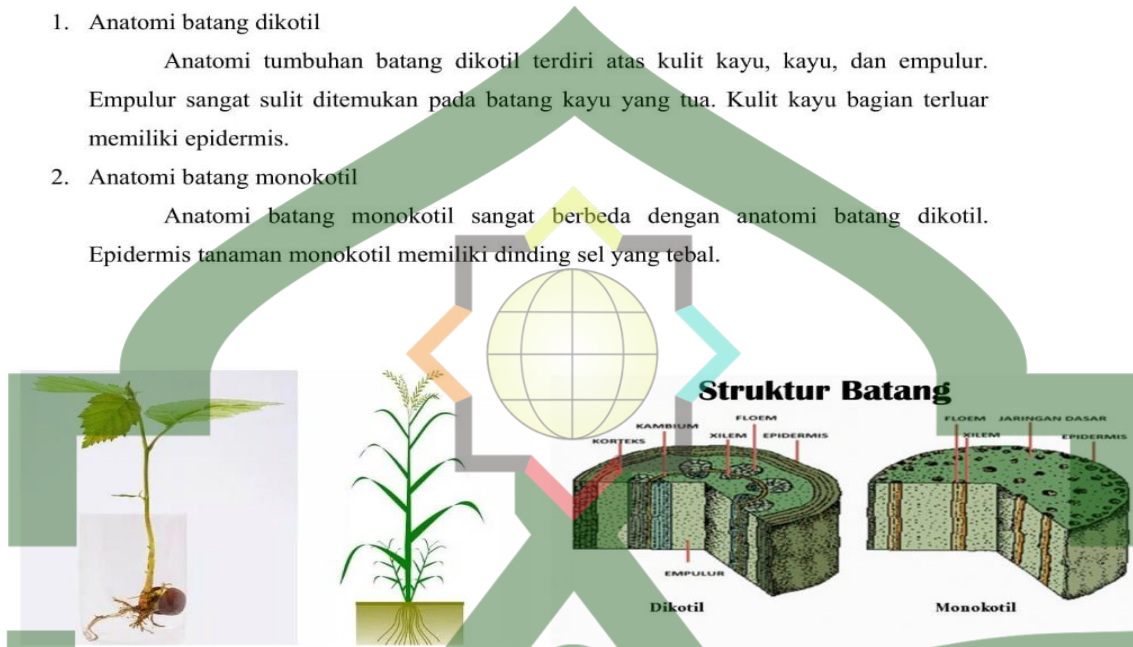 1. Anatomi batang dikotil
Anatomi tumbuhan batang dikotil terdiri atas kulit kayu, kayu, dan empulur.
Empulur sangat sulit ditemukan pada batang kayu yang tua. Kulit kayu bagian terluar
memiliki epidermis.
2. Anatomi batang monokotil
Anatomi batang monokotil sangat berbeda dengan anatomi batang dikotil.
Epidermis tanaman monokotil memiliki dinding sel yang tebal.
Struktur Batang
KORTEKS KAMBIUM XILEM FLOEM EPIDERMIS
FLOEM XILEM JARINGAN DASAR EPIDERMIS
EMPULUR
Dikotil
Monokotil